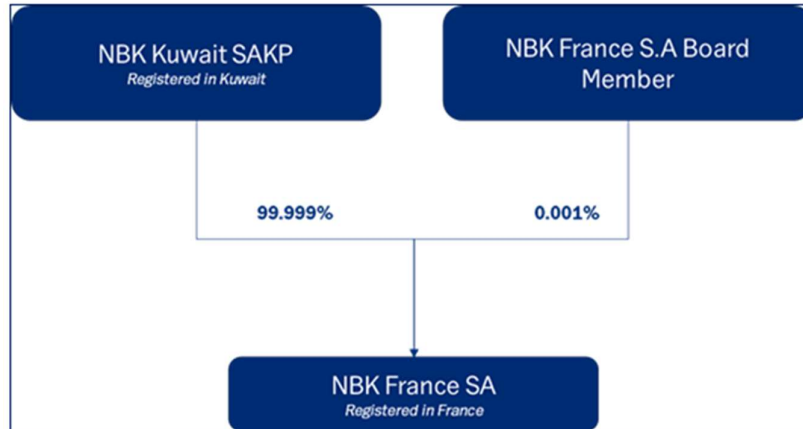 NBK Kuwait SAKP
Registered in Kuwait
NBK France S.A Board
Member
99.999%
0.001%
NBK France SA
Registered in France